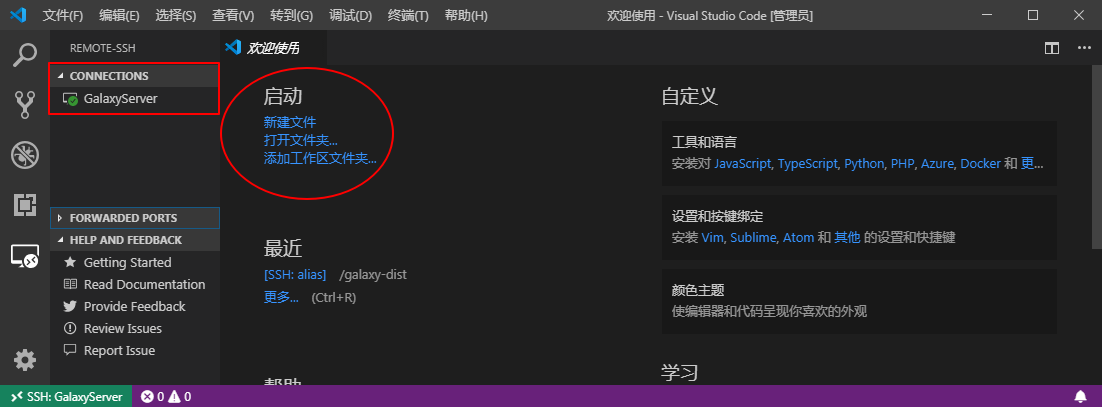 文件(F) 编辑(E) 选择(S) 查看(V) 转到(G) 调试(D) 终端(T) 帮助(H) 欢迎使用 - Visual Studio Code [管理员]
REMOTE-SSH
CONNECTIONS
GalaxyServer
FORWARDED PORTS
HELP AND FEEDBACK
Getting Started
Read Documentation
Provide Feedback
Review Issues
Report Issue
欢迎使用
启动
新建文件
打开文件夹...
添加工作区文件夹...
最近
[SSH: alias] /galaxy-dist
更多... (Ctrl+R)
帮助
自定义
工具和语言
安装对 JavaScript, TypeScript, Python, PHP, Azure, Docker 和 更...
设置和按键绑定
安装 Vim, Sublime, Atom 和 其他 的设置和快捷键
颜色主题
使编辑器和代码呈现你喜欢的外观
学习
SSH: GalaxyServer 0 0